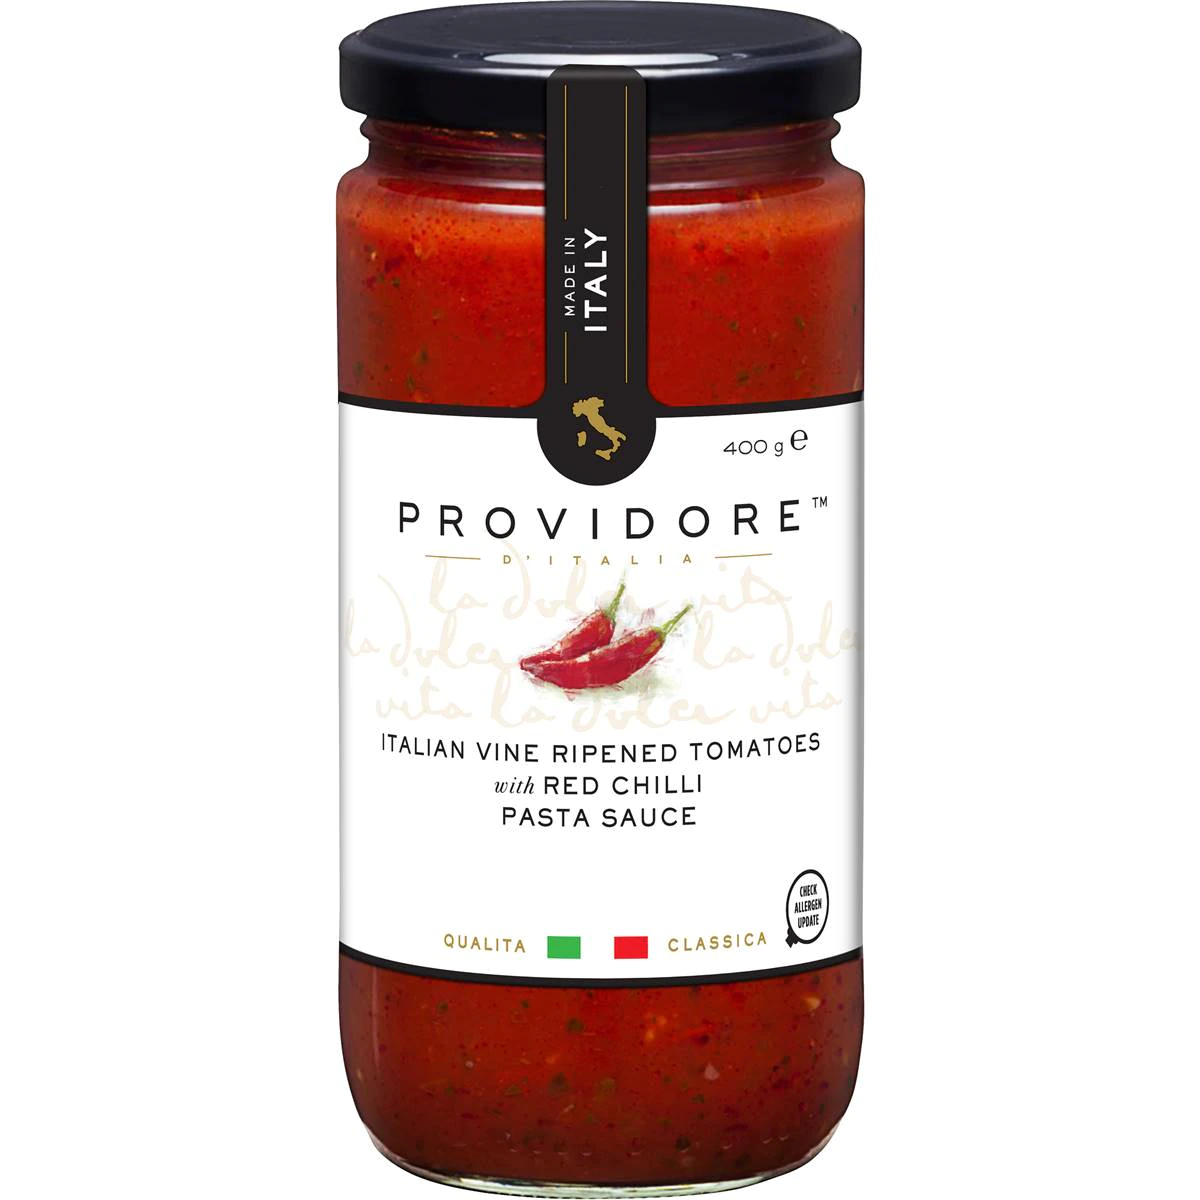 MADE IN
ITALY
400 g e
PROVIDORE™
D'ITALIA
la dolce vita
la dolce la dolce
vita la dolce vita
ITALIAN VINE RIPENED TOMATOES
with RED CHILLI
PASTA SAUCE
CHECK
ALLERGEN
UPDATE
QUALITA CLASSICA